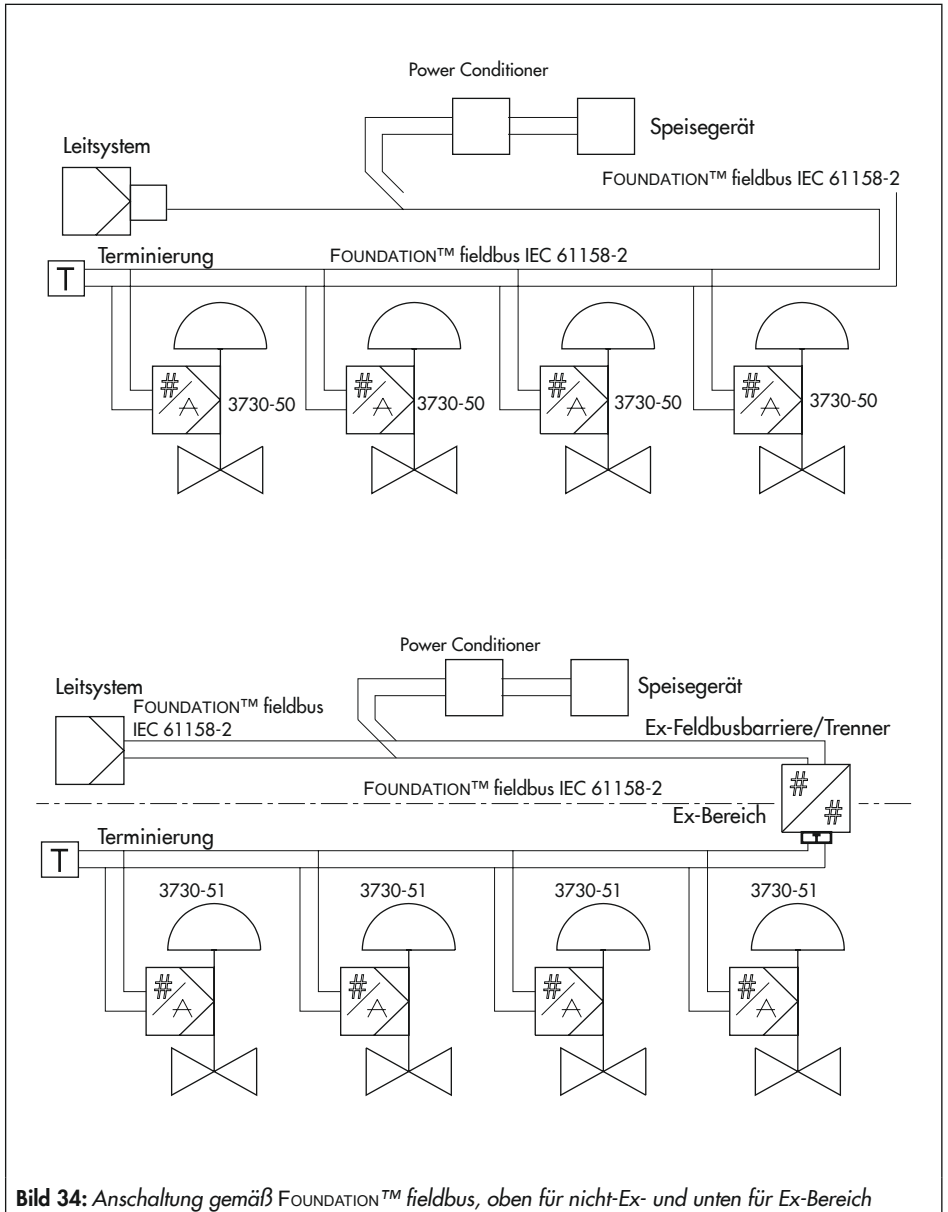 Power Conditioner
Speisegerät
Leitsystem
FOUNDATION™ fieldbus IEC 61158-2
Terminierung
FOUNDATION™ fieldbus IEC 61158-2
T
#
A
3730-50
#
A
3730-50
#
A
3730-50
#
A
3730-50
Power Conditioner
Speisegerät
Leitsystem
FOUNDATION™ fieldbus
IEC 61158-2
Ex-Feldbusbarriere/Trenner
FOUNDATION™ fieldbus IEC 61158-2
#
#
Ex-Bereich
Terminierung
T
3730-51
3730-51
3730-51
3730-51
#
A
#
A
#
A
#
A
Bild 34: Anschaltung gemäß FOUNDATION™ fieldbus, oben für nicht-Ex- und unten für Ex-Bereich